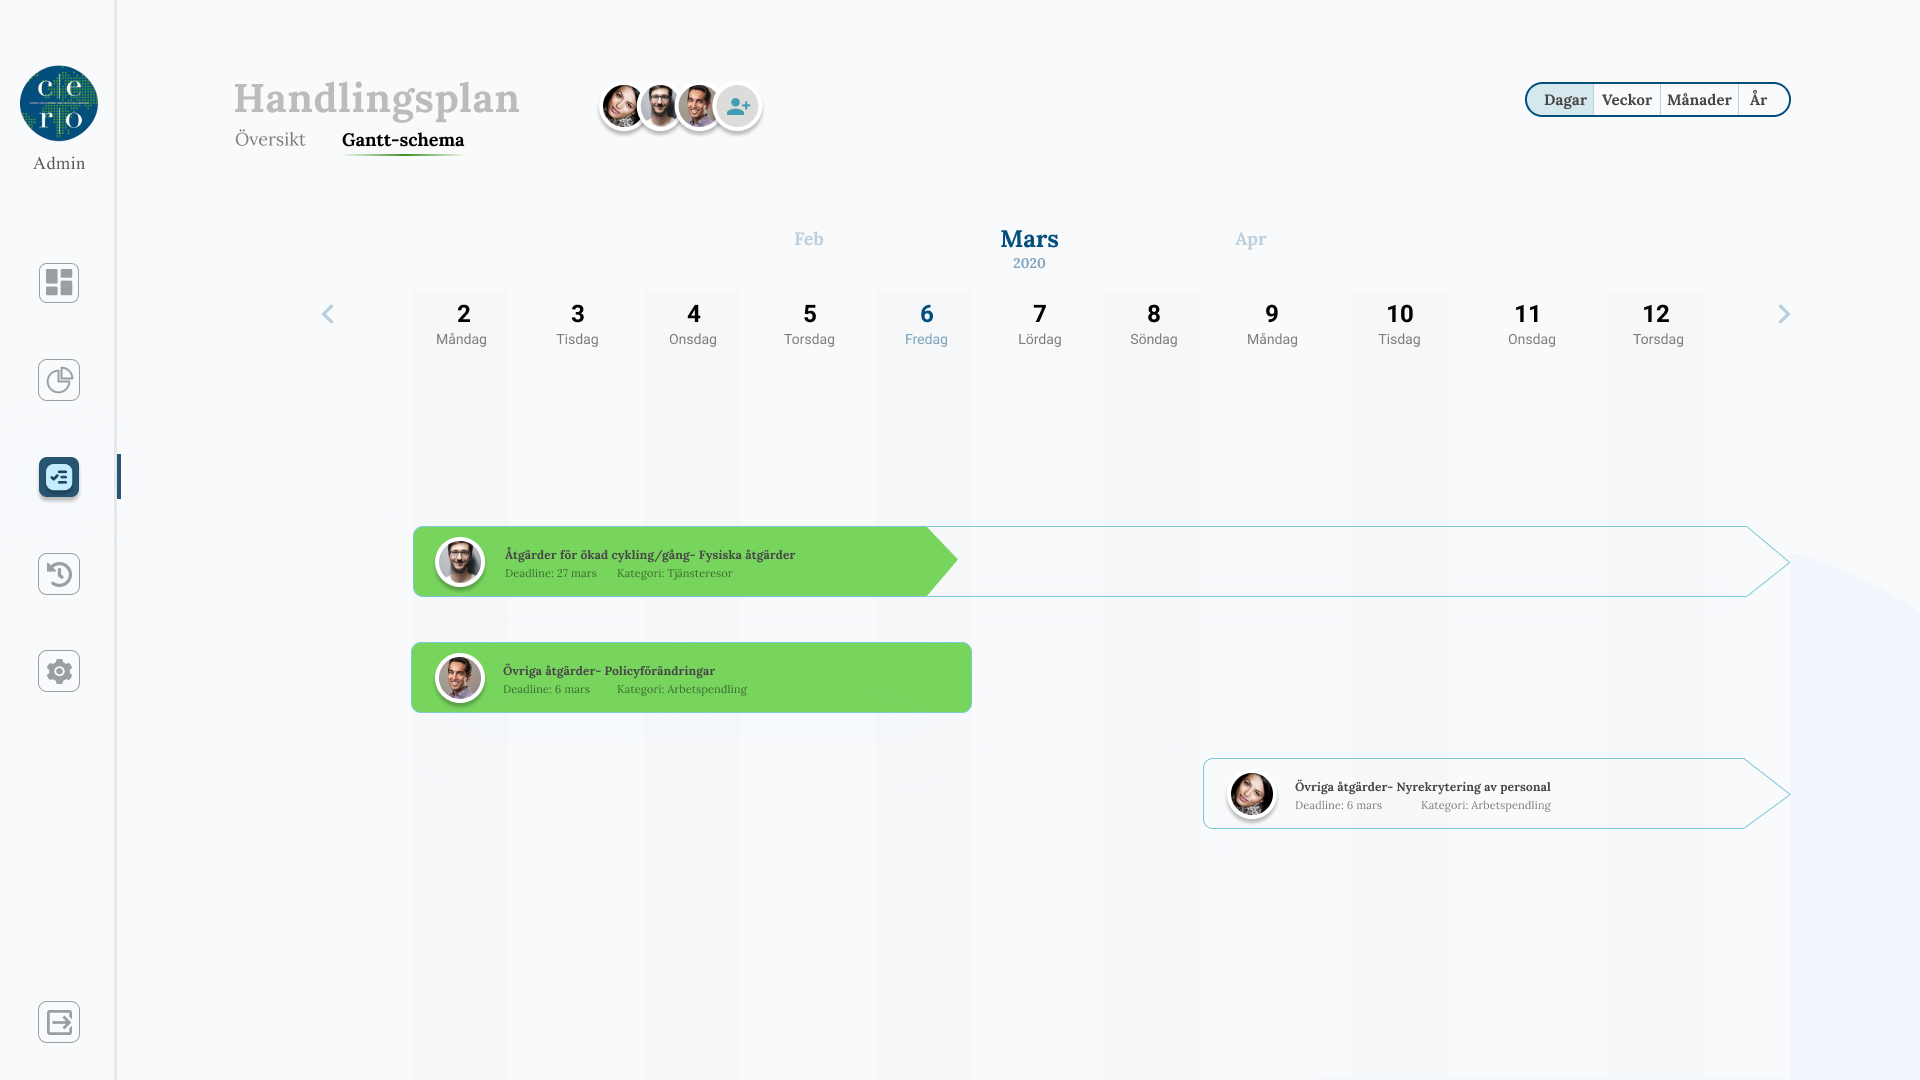 ce
ro
Admin
Handlingsplan
Översikt Gantt-schema
Dagar Veckor Månader År
Feb Mars Apr
2020
2 3 4 5 6 7 8 9 10 11 12
Måndag Tisdag Onsdag Torsdag Fredag Lördag Söndag Måndag Tisdag Onsdag Torsdag
Åtgärder för ökad cykling/gång- Fysiska åtgärder
Deadline: 27 mars Kategori: Tjänsteresor
Övriga åtgärder- Policyförändringar
Deadline: 6 mars Kategori: Arbetspendling
Övriga åtgärder- Nyrekrytering av personal
Deadline: 6 mars Kategori: Arbetspendling